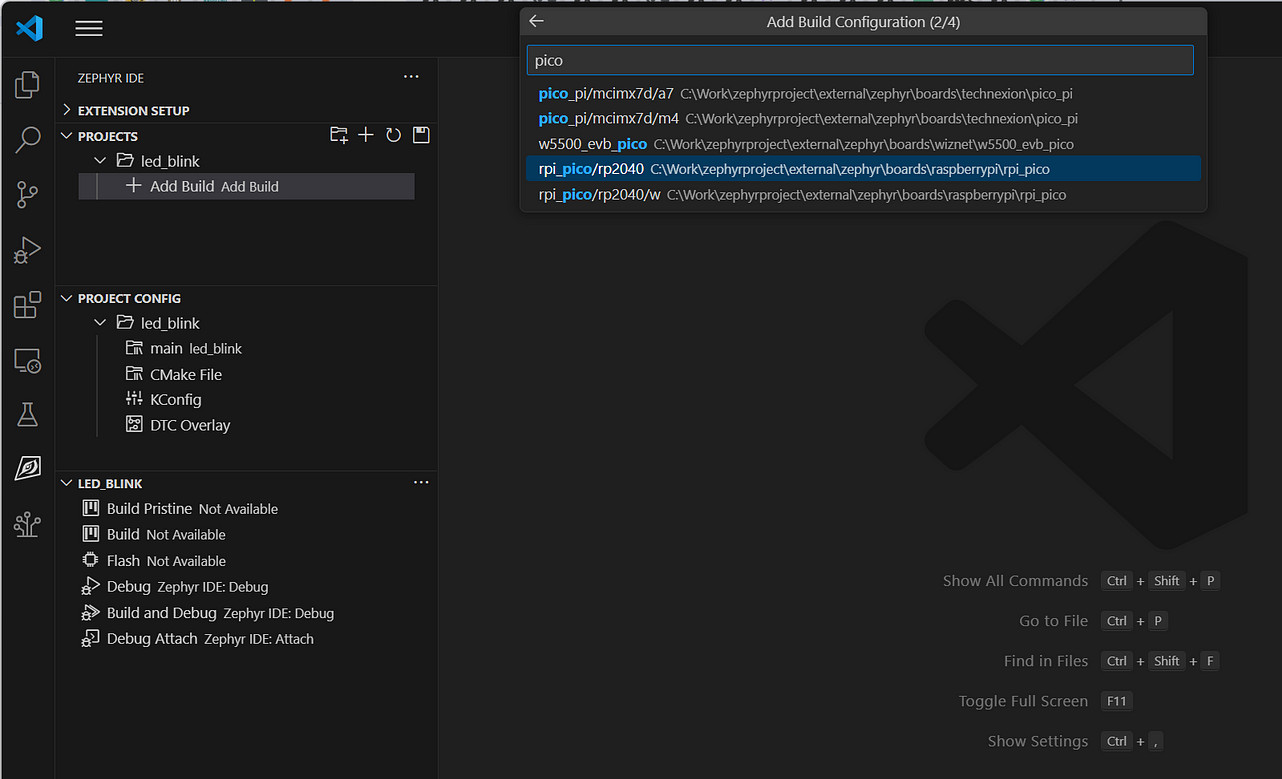 Add Build Configuration (2/4)
pico
pico_pi/mcimx7d/a7 C:\Work\zephyrproject\external\zephyr\boards\technexion\pico_pi
pico_pi/mcimx7d/m4 C:\Work\zephyrproject\external\zephyr\boards\technexion\pico_pi
w5500_evb_pico C:\Work\zephyrproject\external\zephyr\boards\wiznet\w5500_evb_pico
rpi_pico/rp2040 C:\Work\zephyrproject\external\zephyr\boards\raspberrypi\rpi_pico
rpi_pico/rp2040/w C:\Work\zephyrproject\external\zephyr\boards\raspberrypi\rpi_pico
ZEPHYR IDE
EXTENSION SETUP
PROJECTS
led_blink
Add Build Add Build
PROJECT CONFIG
led_blink
main led_blink
CMake File
KConfig
DTC Overlay
LED_BLINK
Build Pristine Not Available
Build Not Available
Flash Not Available
Debug Zephyr IDE: Debug
Build and Debug Zephyr IDE: Debug
Debug Attach Zephyr IDE: Attach
Show All Commands Ctrl + Shift + P
Go to File Ctrl + P
Find in Files Ctrl + Shift + F
Toggle Full Screen F11
Show Settings Ctrl + ,